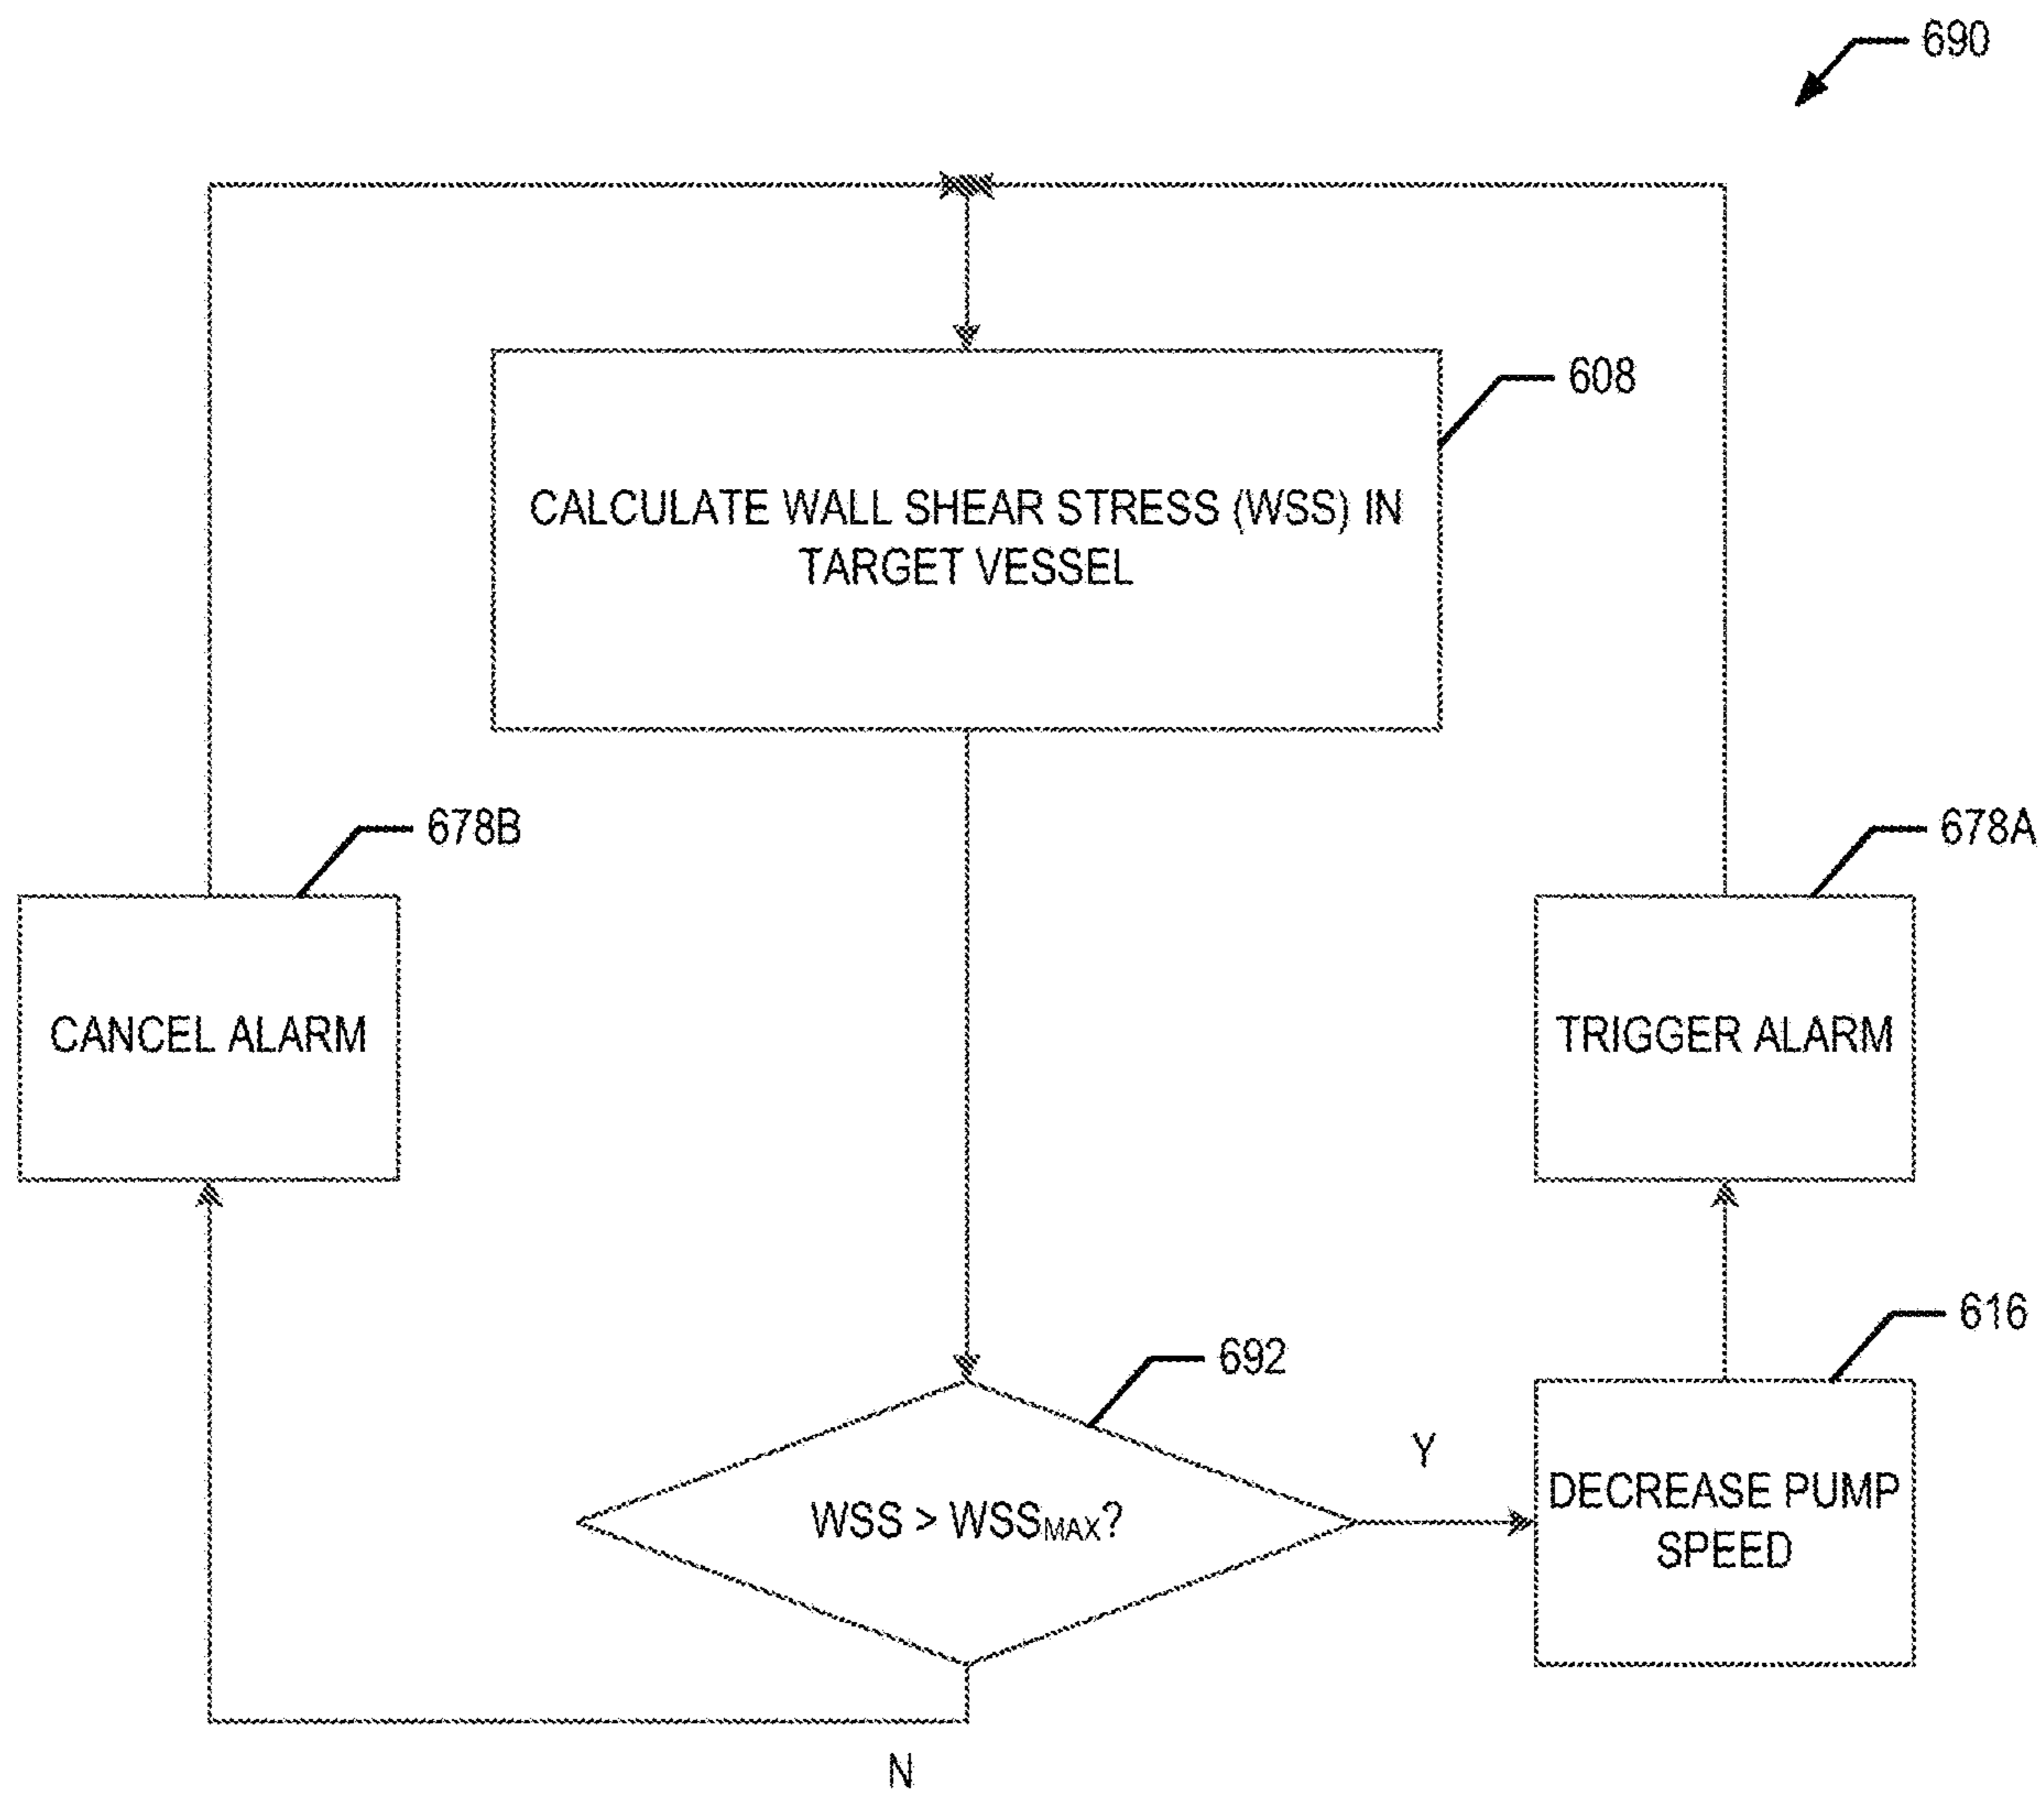 690
608
CALCULATE WALL SHEAR STRESS (WSS) IN
TARGET VESSEL
678B
678A
CANCEL ALARM
TRIGGER ALARM
616
692
Y
DECREASE PUMP
SPEED
WSS > WSSMAX?
N